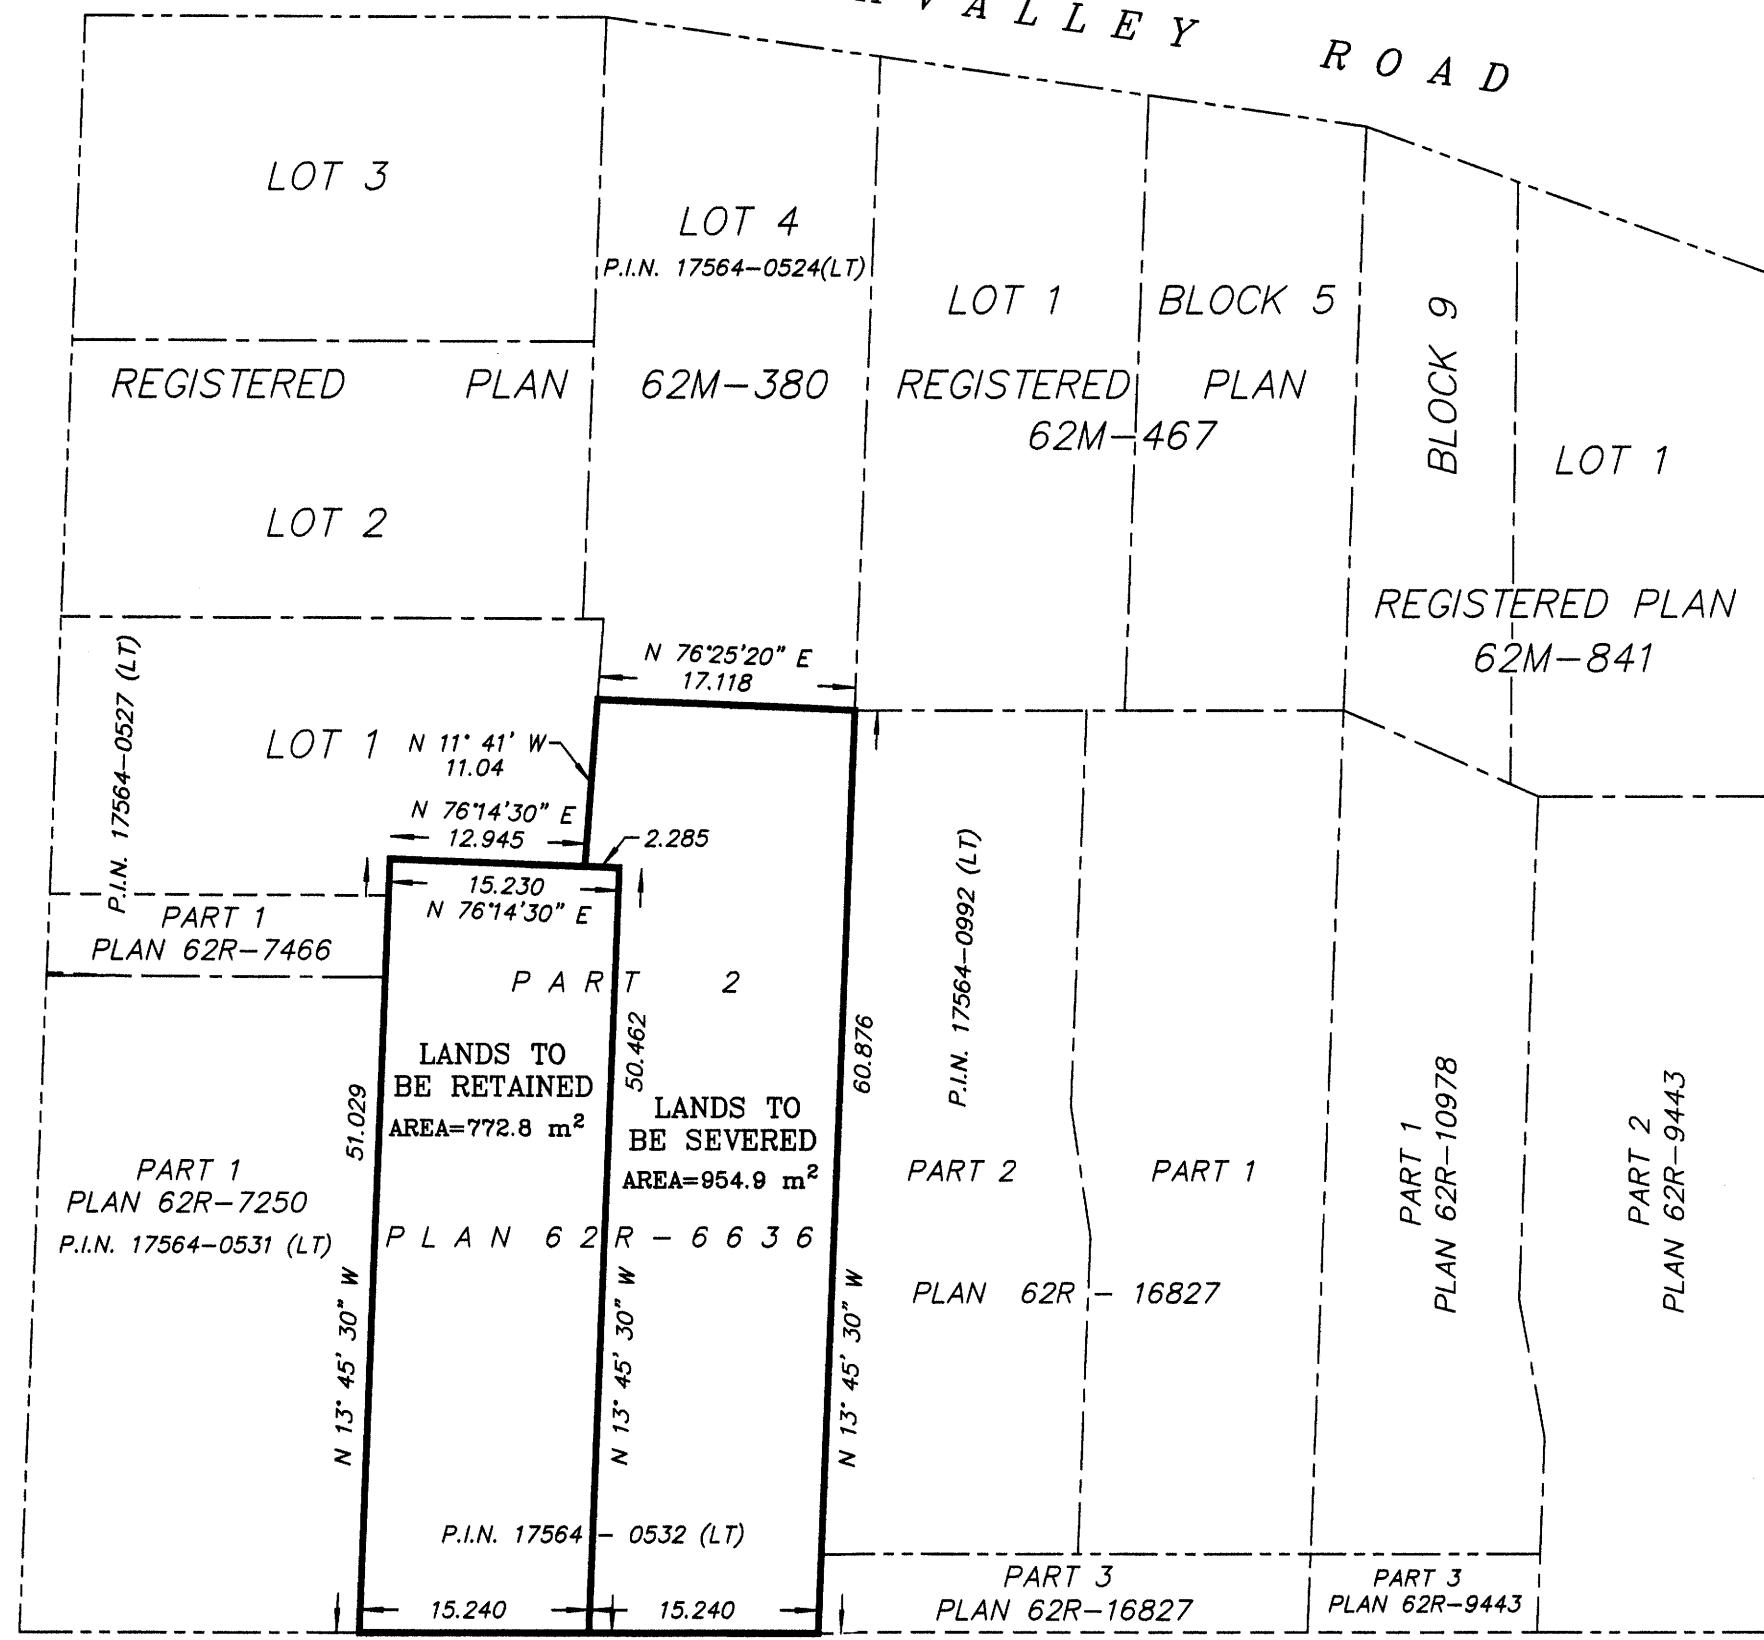 VALLEY ROAD
LOT 3
LOT 4
P.I.N. 17564-0524(LT)
LOT 1
BLOCK 5
BLOCK 9
REGISTERED PLAN 62M-380
REGISTERED PLAN
62M-467
LOT 1
LOT 2
REGISTERED PLAN
62M-841
P.I.N. 17564-0527 (LT)
N 76°25'20" E
17.118
LOT 1
N 11° 41' W
11.04
N 76°14'30" E
12.945
2.285
15.230
N 76°14'30" E
PART 1
PLAN 62R-7466
PART 2
P.I.N. 17564-0992 (LT)
51.029
50.462
60.876
LANDS TO
BE RETAINED
AREA=772.8 m²
LANDS TO
BE SEVERED
AREA=954.9 m²
PART 1
PLAN 62R-7250
P.I.N. 17564-0531 (LT)
PLAN 62R-6636
PART 2
PART 1
PLAN 62R-16827
PART 1
PLAN 62R-10978
PART 2
PLAN 62R-9443
N 13° 45' 30" W
N 13° 45' 30" W
N 13° 45' 30" W
P.I.N. 17564-0532 (LT)
15.240
15.240
PART 3
PLAN 62R-16827
PART 3
PLAN 62R-9443